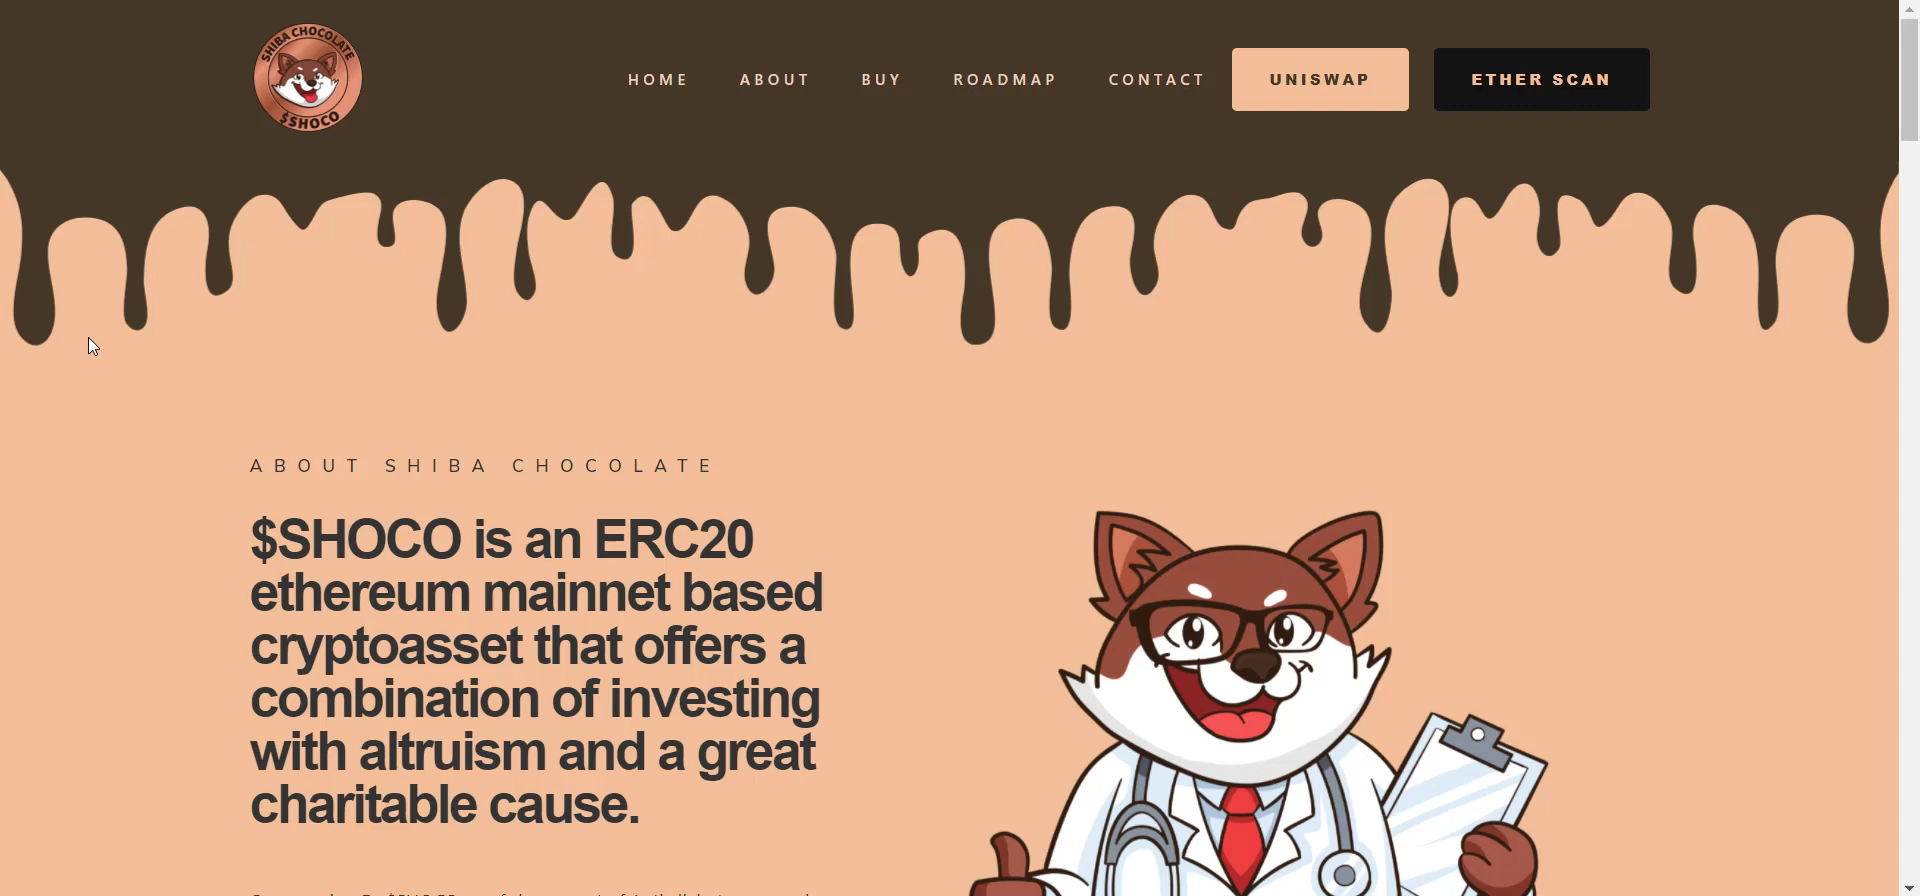 SHIBA CHOCOLATE
$SHOCO
HOME
ABOUT
BUY
ROADMAP
CONTACT
UNISWAP
ETHER SCAN
ABOUT SHIBA CHOCOLATE
$SHOCO is an ERC20
ethereum mainnet based
cryptoasset that offers a
combination of investing
with altruism and a great
charitable cause.